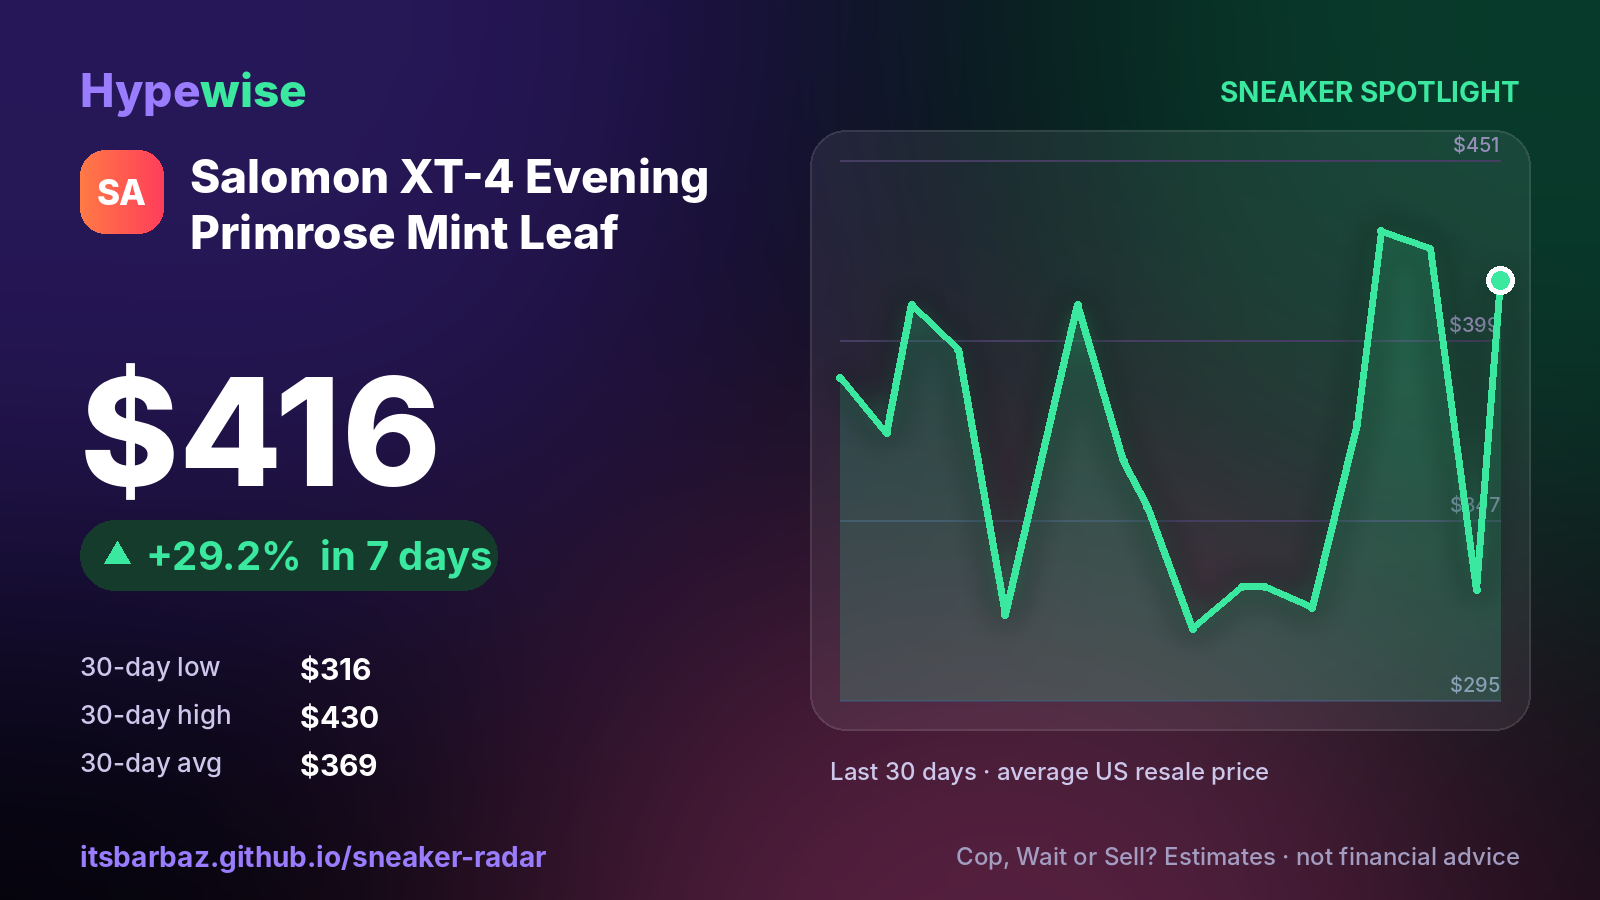 Hypewise
SNEAKER SPOTLIGHT
SA
Salomon XT-4 Evening
Primrose Mint Leaf
$416
▲ +29.2% in 7 days
30-day low $316
30-day high $430
30-day avg $369
$451
$399
$347
$295
Last 30 days · average US resale price
itsbarbaz.github.io/sneaker-radar
Cop, Wait or Sell? Estimates · not financial advice